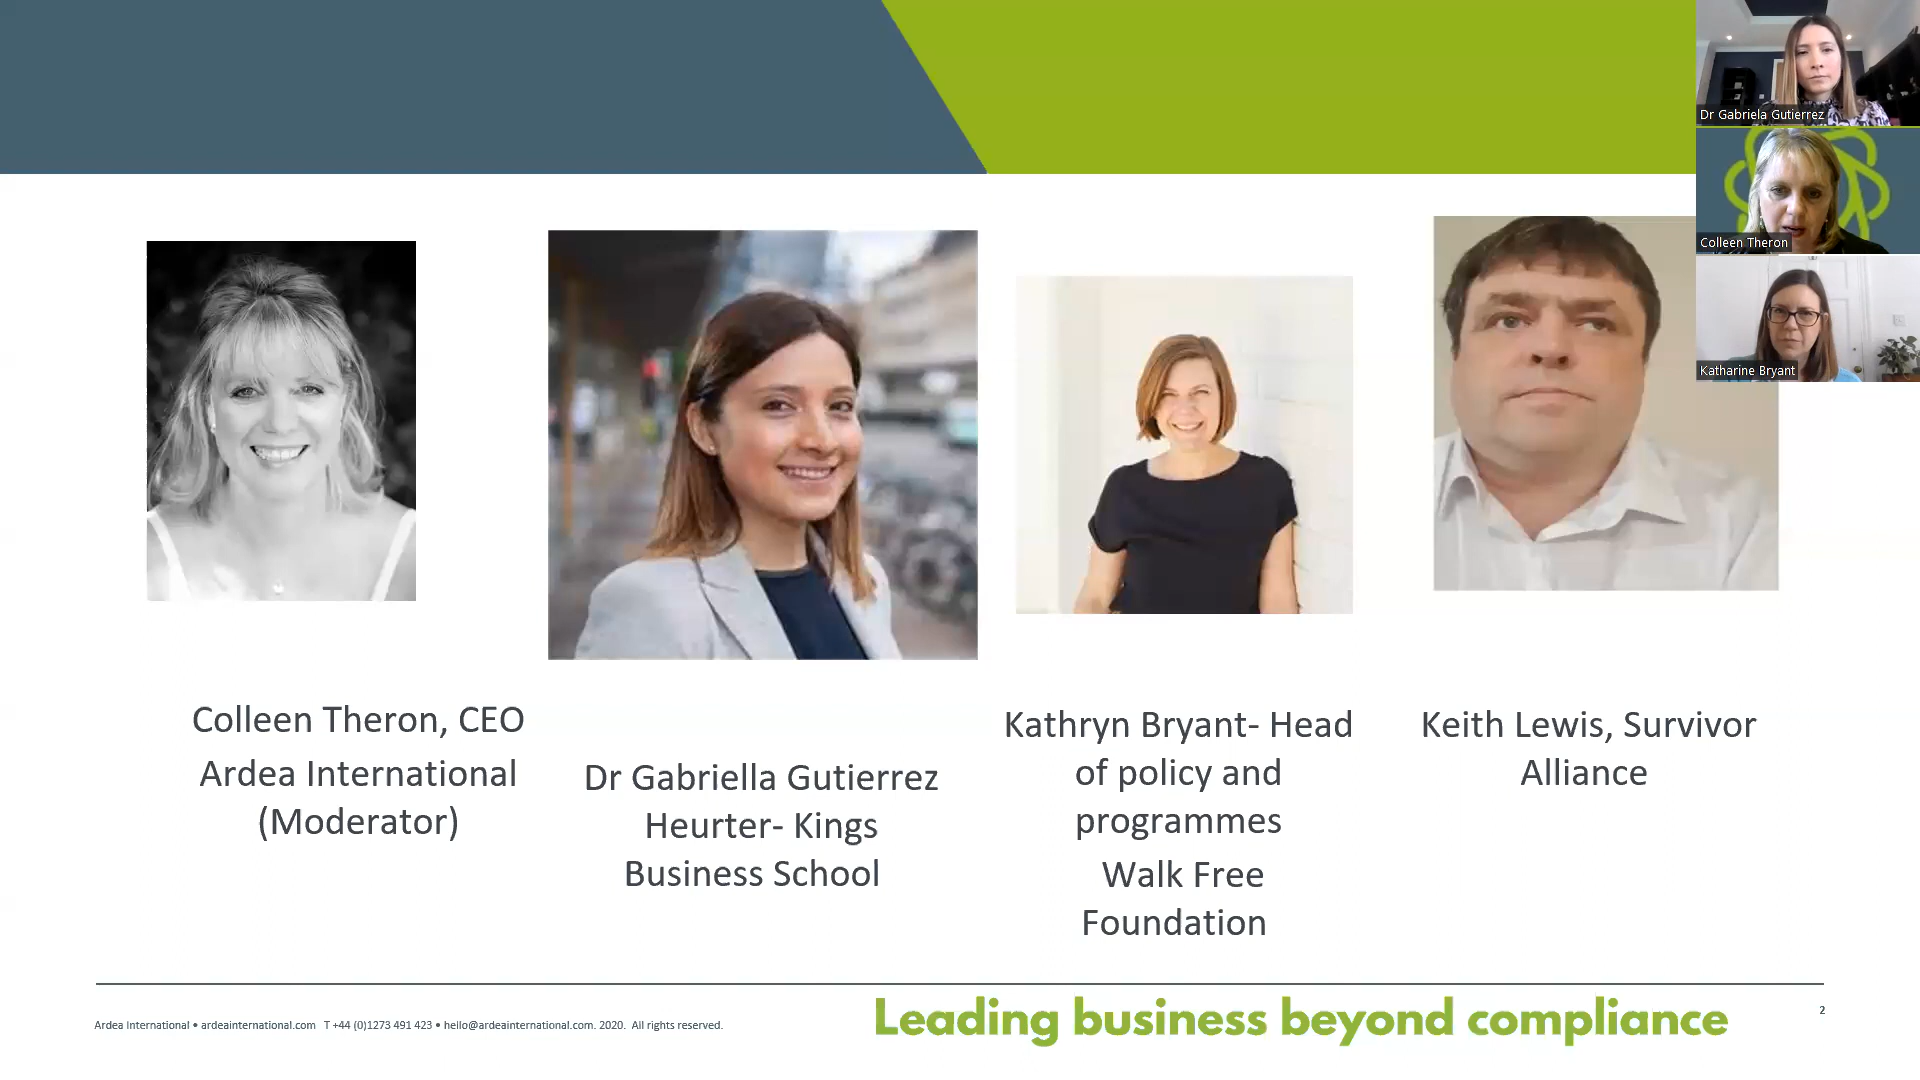 Dr Gabriela Gutierrez
Colleen Theron
Katharine Bryant
Colleen Theron, CEO
Ardea International
(Moderator)
Dr Gabriella Gutierrez
Heurter- Kings
Business School
Kathryn Bryant- Head
of policy and
programmes
Walk Free
Foundation
Keith Lewis, Survivor
Alliance
Ardea International • ardeainternational.com T +44 (0)1273 491 423 • hello@ardeainternational.com. 2020. All rights reserved.
Leading business beyond compliance
2